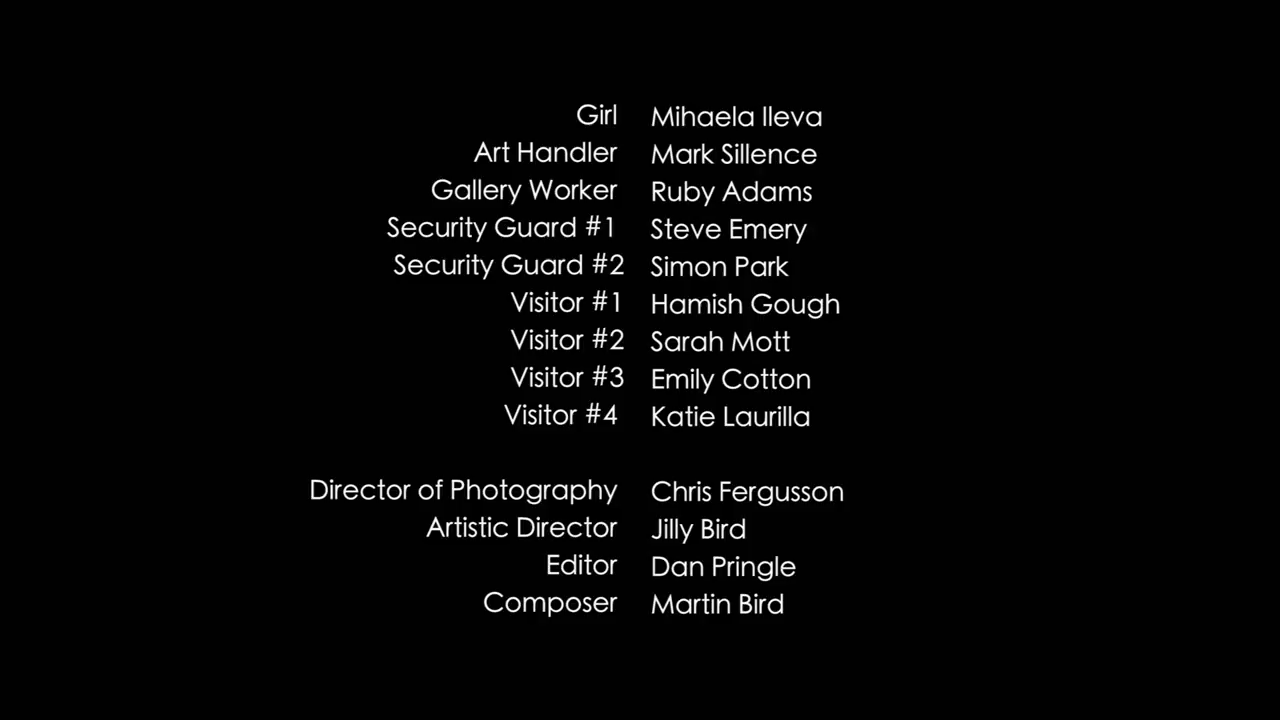 Girl Mihaela Ileva
Art Handler Mark Sillence
Gallery Worker Ruby Adams
Security Guard #1 Steve Emery
Security Guard #2 Simon Park
Visitor #1 Hamish Gough
Visitor #2 Sarah Mott
Visitor #3 Emily Cotton
Visitor #4 Katie Laurilla
Director of Photography Chris Fergusson
Artistic Director Jilly Bird
Editor Dan Pringle
Composer Martin Bird